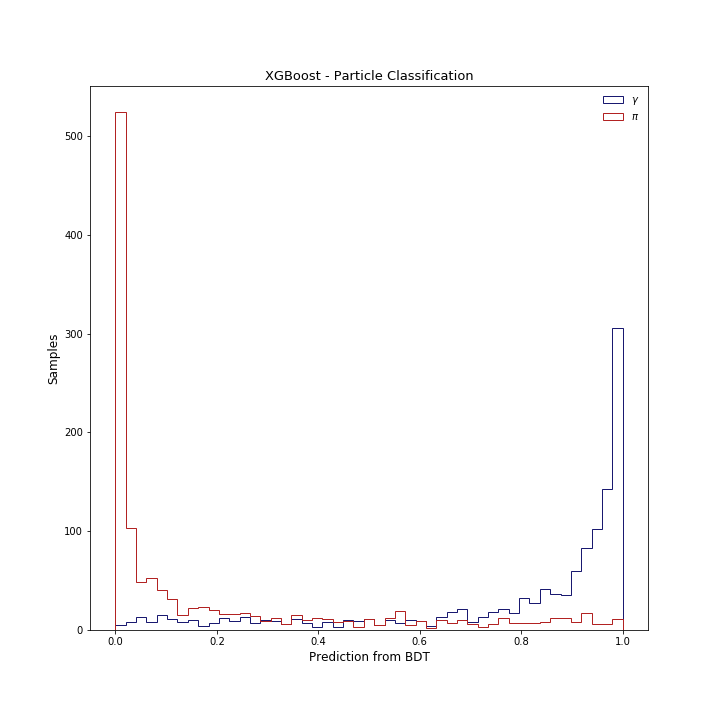 XGBoost - Particle Classification
γ
π
500
400
300
200
100
0
Samples
0.0 0.2 0.4 0.6 0.8 1.0
Prediction from BDT